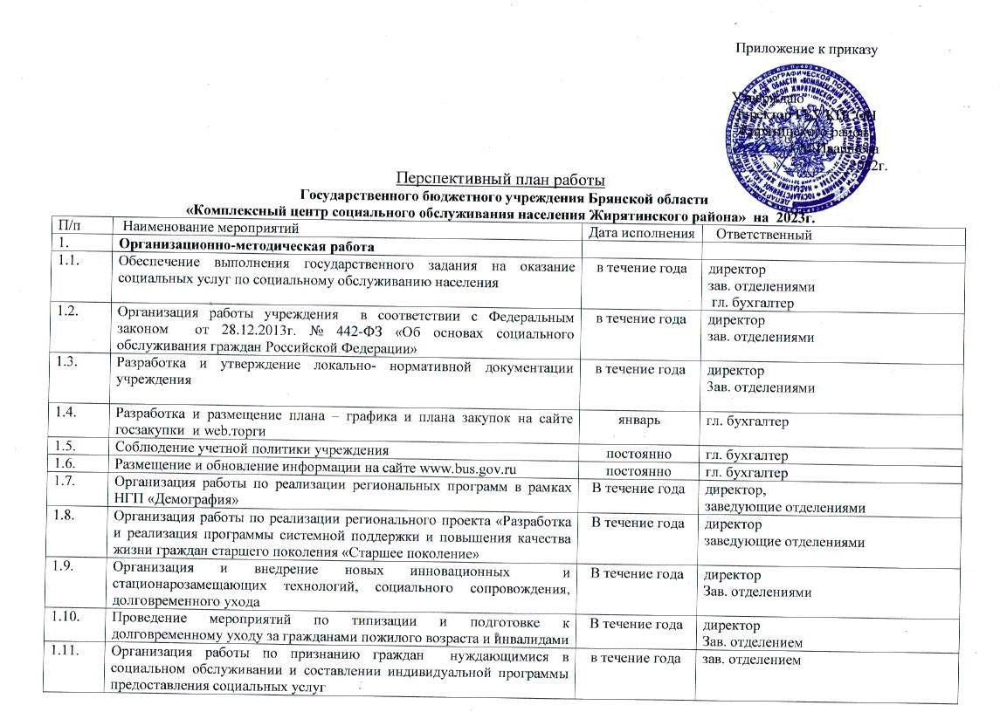 Приложение к приказу
Утверждаю
Директор ГБУ КЦСОН
Жирятинского района
Иванцова
2022г.
Перспективный план работы
Государственного бюджетного учреждения Брянской области
«Комплексный центр социального обслуживания населения Жирятинского района» на 2023г.
П/п Наименование мероприятий Дата исполнения Ответственный
1. Организационно-методическая работа
1.1. Обеспечение выполнения государственного задания на оказание в течение года директор
социальных услуг по социальному обслуживанию населения зав. отделениями
гл. бухгалтер
1.2. Организация работы учреждения в соответствии с Федеральным в течение года директор
законом от 28.12.2013г. № 442-ФЗ «Об основах социального зав. отделениями
обслуживания граждан Российской Федерации»
1.3. Разработка и утверждение локально- нормативной документации в течение года директор
учреждения Зав. отделениями
1.4. Разработка и размещение плана – графика и плана закупок на сайте январь гл. бухгалтер
госзакупки и web.торги
1.5. Соблюдение учетной политики учреждения постоянно гл. бухгалтер
1.6. Размещение и обновление информации на сайте www.bus.gov.ru постоянно гл. бухгалтер
1.7. Организация работы по реализации региональных программ в рамках В течение года директор,
НГП «Демография» заведующие отделениями
1.8. Организация работы по реализации регионального проекта «Разработка В течение года директор
и реализация программы системной поддержки и повышения качества заведующие отделениями
жизни граждан старшего поколения «Старшее поколение»
1.9. Организация и внедрение новых инновационных и В течение года директор
стационарозамещающих технологий, социального сопровождения, Зав. отделениями
долговременного ухода
1.10. Проведение мероприятий по типизации и подготовке к В течение года директор
долговременному уходу за гражданами пожилого возраста и инвалидами Зав. отделением
1.11. Организация работы по признанию граждан нуждающимися в в течение года зав. отделением
социальном обслуживании и составлении индивидуальной программы
предоставления социальных услуг